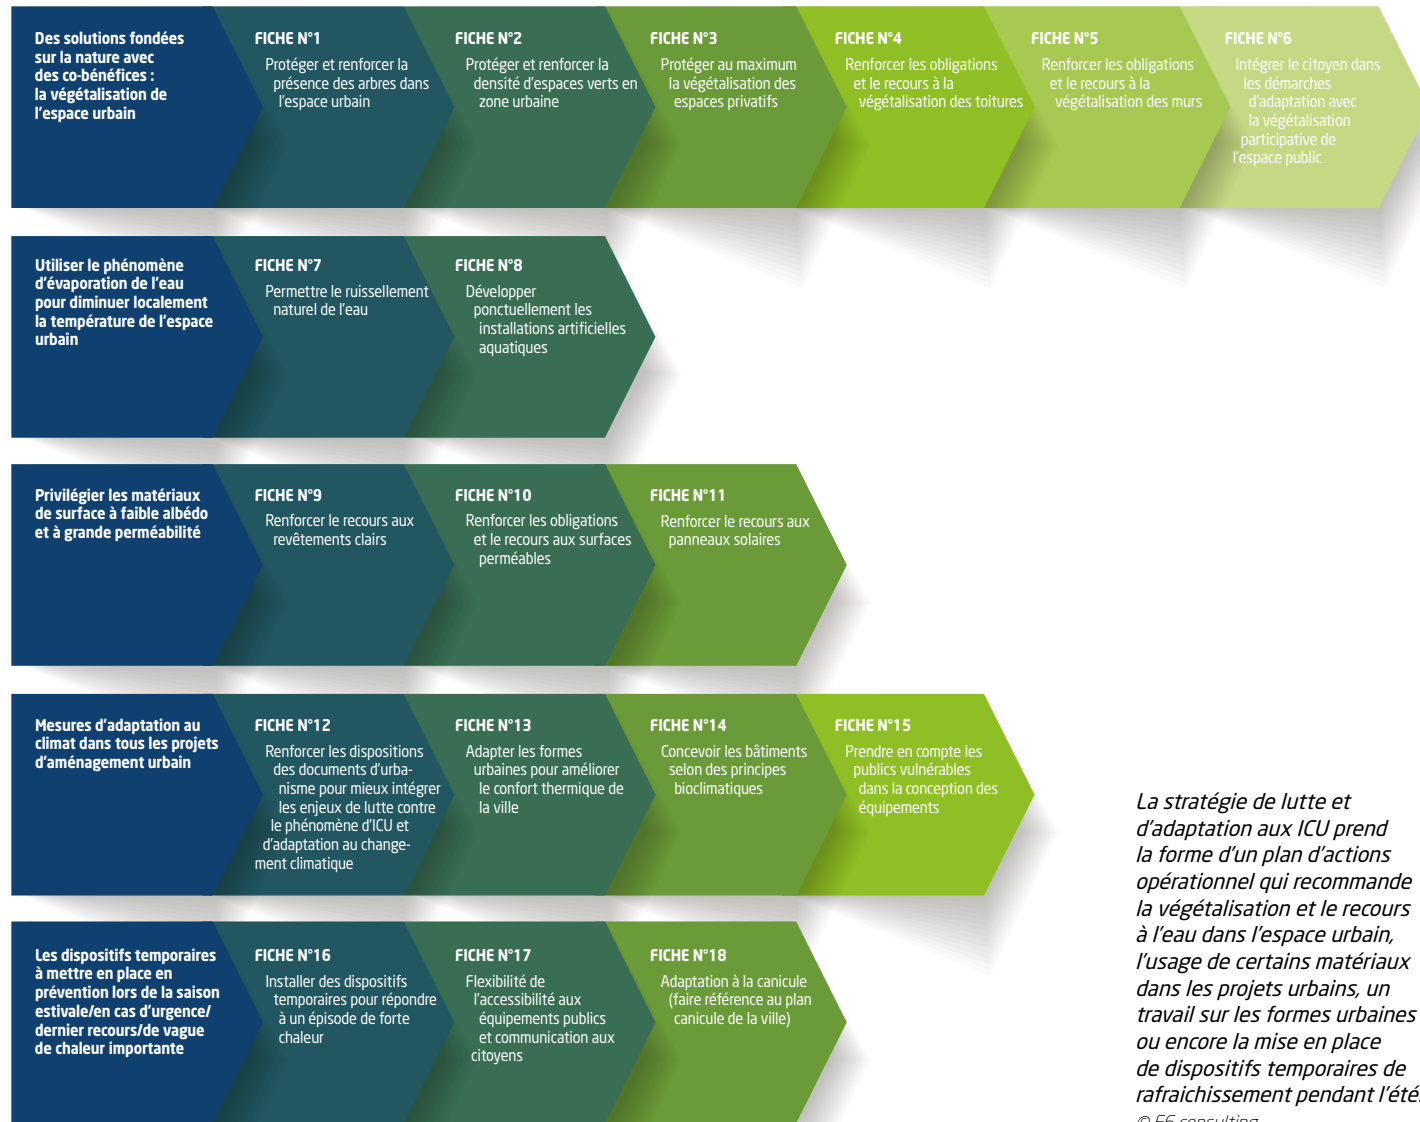 Des solutions fondées
sur la nature avec
des co-bénéfices :
la végétalisation de
l'espace urbain
FICHE N°1
Protéger et renforcer la
présence des arbres dans
l'espace urbain
FICHE N°2
Protéger et renforcer la
densité d'espaces verts en
zone urbaine
FICHE N°3
Protéger au maximum
la végétalisation des
espaces privatifs
FICHE N°4
Renforcer les obligations
et le recours à la
végétalisation des toitures
FICHE N°5
Renforcer les obligations
et le recours à la
végétalisation des murs
FICHE N°6
Intégrer le citoyen dans
les démarches
d'adaptation avec
la végétalisation
participative de
l'espace public
Utiliser le phénomène
d'évaporation de l'eau
pour diminuer localement
la température de l'espace
urbain
FICHE N°7
Permettre le ruissellement
naturel de l'eau
FICHE N°8
Développer
ponctuellement les
installations artificielles
aquatiques
Privilégier les matériaux
de surface à faible albédo
et à grande perméabilité
FICHE N°9
Renforcer le recours aux
revêtements clairs
FICHE N°10
Renforcer les obligations
et le recours aux surfaces
perméables
FICHE N°11
Renforcer le recours aux
panneaux solaires
Mesures d'adaptation au
climat dans tous les projets
d'aménagement urbain
FICHE N°12
Renforcer les dispositions
des documents d'urba-
nisme pour mieux intégrer
les enjeux de lutte contre
le phénomène d'ICU et
d'adaptation au change-
ment climatique
FICHE N°13
Adapter les formes
urbaines pour améliorer
le confort thermique de
la ville
FICHE N°14
Concevoir les bâtiments
selon des principes
bioclimatiques
FICHE N°15
Prendre en compte les
publics vulnérables
dans la conception des
équipements
Les dispositifs temporaires
à mettre en place en
prévention lors de la saison
estivale/en cas d'urgence/
dernier recours/de vague
de chaleur importante
FICHE N°16
Installer des dispositifs
temporaires pour répondre
à un épisode de forte
chaleur
FICHE N°17
Flexibilité de
l'accessibilité aux
équipements publics
et communication aux
citoyens
FICHE N°18
Adaptation à la canicule
(faire référence au plan
canicule de la ville)
La stratégie de lutte et
d'adaptation aux ICU prend
la forme d'un plan d'actions
opérationnel qui recommande
la végétalisation et le recours
à l'eau dans l'espace urbain,
l'usage de certains matériaux
dans les projets urbains, un
travail sur les formes urbaines
ou encore la mise en place
de dispositifs temporaires de
rafraichissement pendant l'été.
© E6 consulting